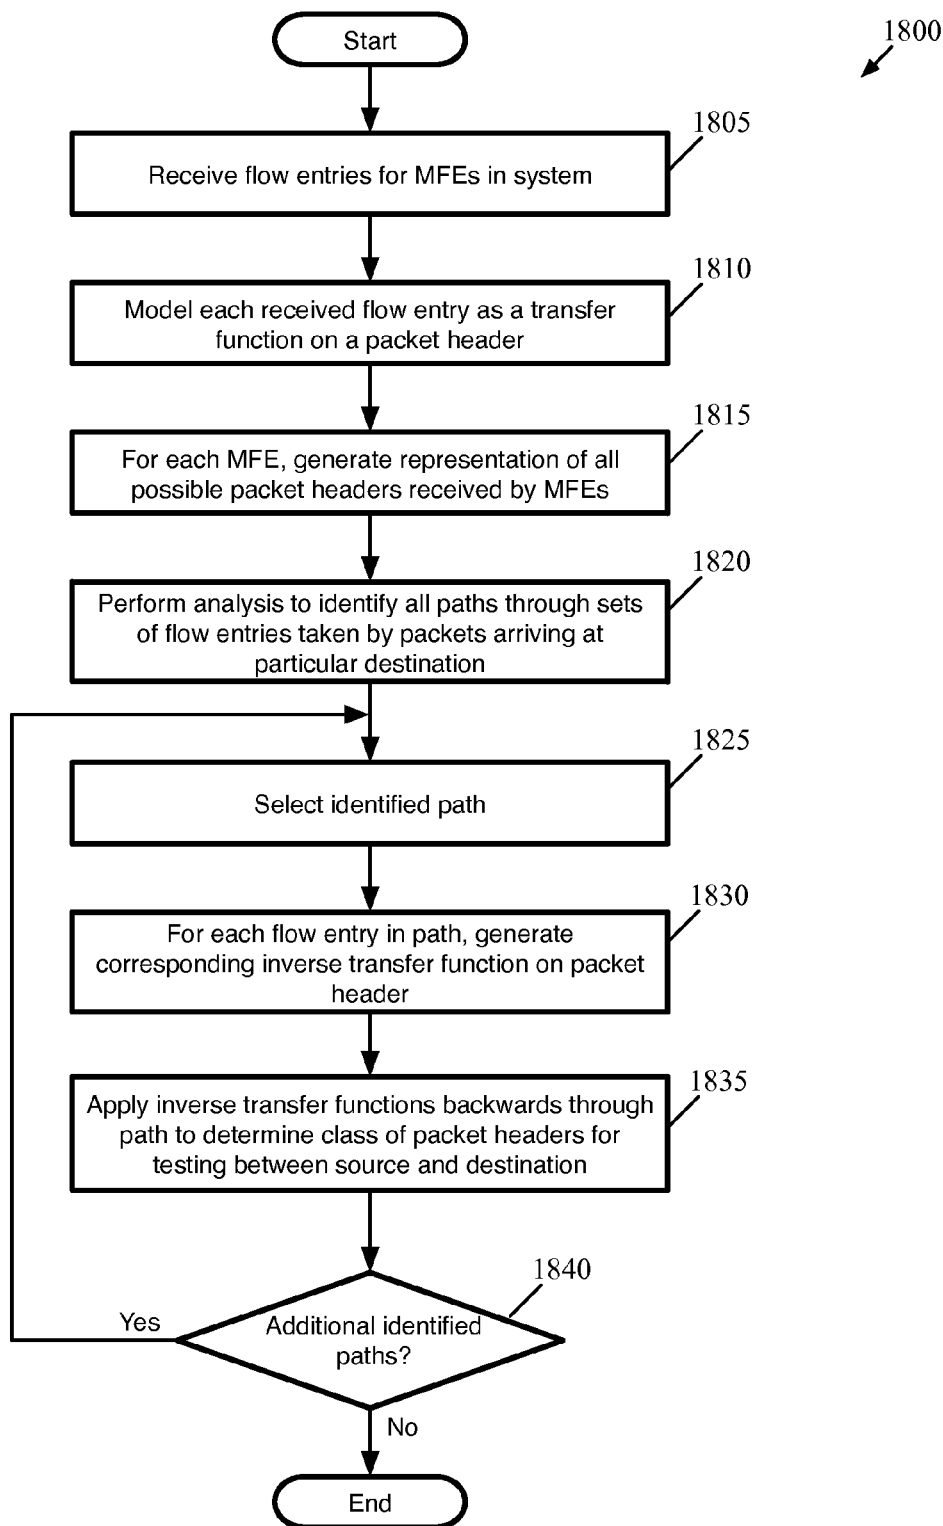 Start
1800
1805
Receive flow entries for MFEs in system
1810
Model each received flow entry as a transfer
function on a packet header
1815
For each MFE, generate representation of all
possible packet headers received by MFEs
1820
Perform analysis to identify all paths through sets
of flow entries taken by packets arriving at
particular destination
1825
Select identified path
1830
For each flow entry in path, generate
corresponding inverse transfer function on packet
header
1835
Apply inverse transfer functions backwards through
path to determine class of packet headers for
testing between source and destination
1840
Yes
Additional identified
paths?
No
End